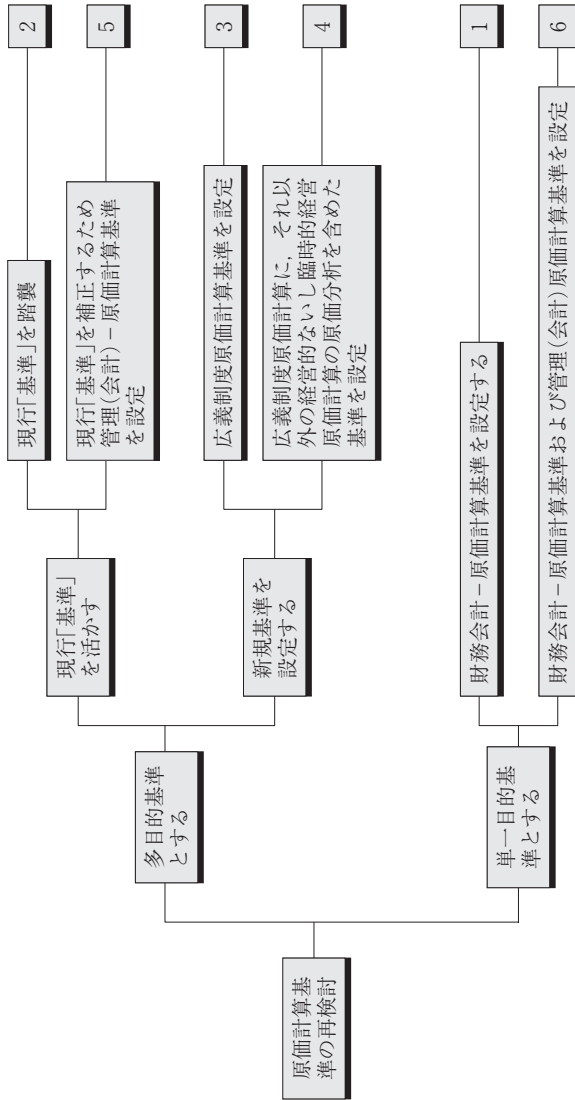 原価計算基
準の再検討
多目的基準
とする
現行「基準」
を活かす
現行「基準」を踏襲
2
現行「基準」を補正するため
管理(会計)−原価計算基準
を設定
5
新規基準を
設定する
広義制度原価計算基準を設定
3
広義制度原価計算に，それ以
外の経営的ないし臨時的経営
原価計算の原価分析を含めた
基準を設定
4
単一目的基
準とする
財務会計−原価計算基準を設定する
1
財務会計−原価計算基準および管理(会計)原価計算基準を設定
6